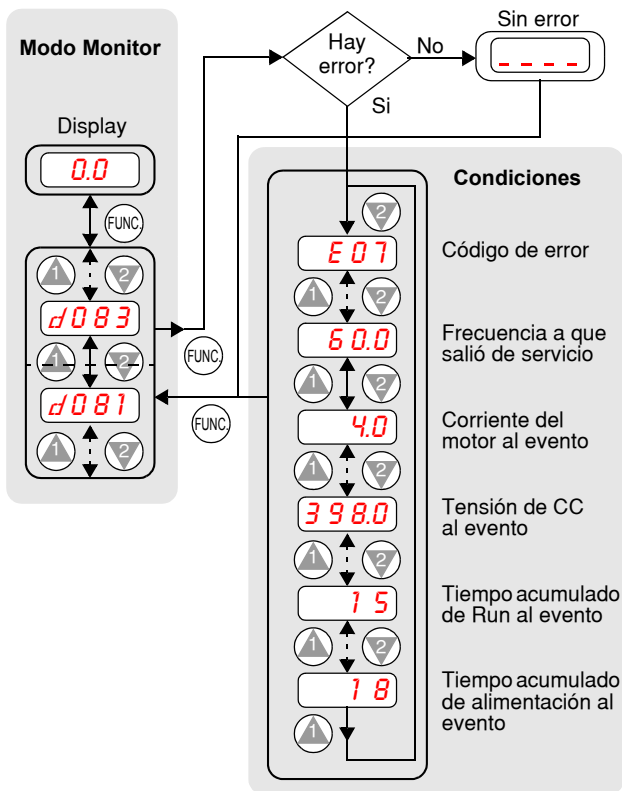 Modo Monitor
Display
0.0
FUNC.
1 2
d083
1 2
d081
1 2
FUNC.
FUNC.
Hay
error?
No
Si
Sin error
_ _ _ _
Condiciones
2
E07
Código de error
1 2
60.0
Frecuencia a que
salió de servicio
1 2
4.0
Corriente del
motor al evento
1 2
398.0
Tensión de CC
al evento
1 2
15
Tiempo acumulado
de Run al evento
1 2
18
Tiempo acumulado
de alimentación al
evento
1